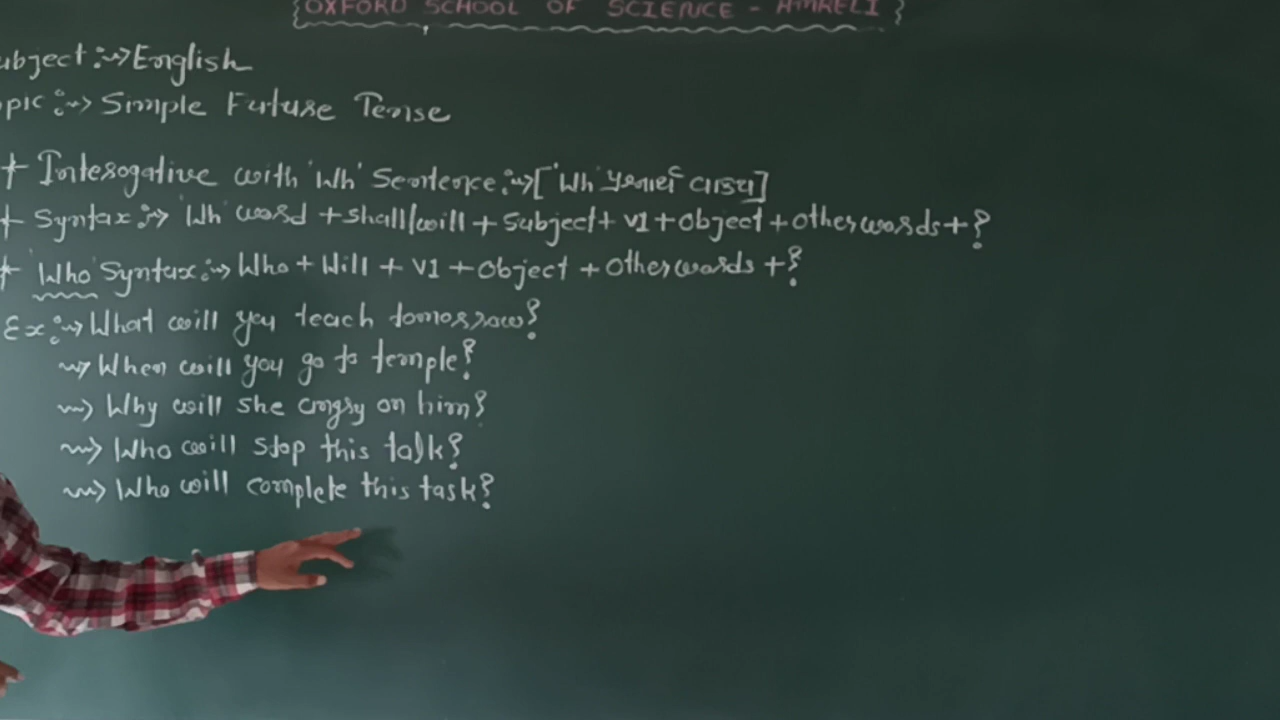 {OXFORD SCHOOL OF SCIENCE - AMRELI}
ubject :→ English
pic :→ Simple Future Tense
+ Interogative with 'Wh' Sentence :→ ['Wh' પ્રશ્નાર્થ વાક્ય]
+ Syntax :→ 'Wh' word + shall/will + Subject + V1 + Object + Other words + ?
+ 'Who' Syntax :→ Who + Will + V1 + Object + Other words + ?
Ex :→ What will you teach tomorrow?
→ When will you go to temple?
→ Why will she angry on him?
→ Who will stop this talk?
→ Who will complete this task?